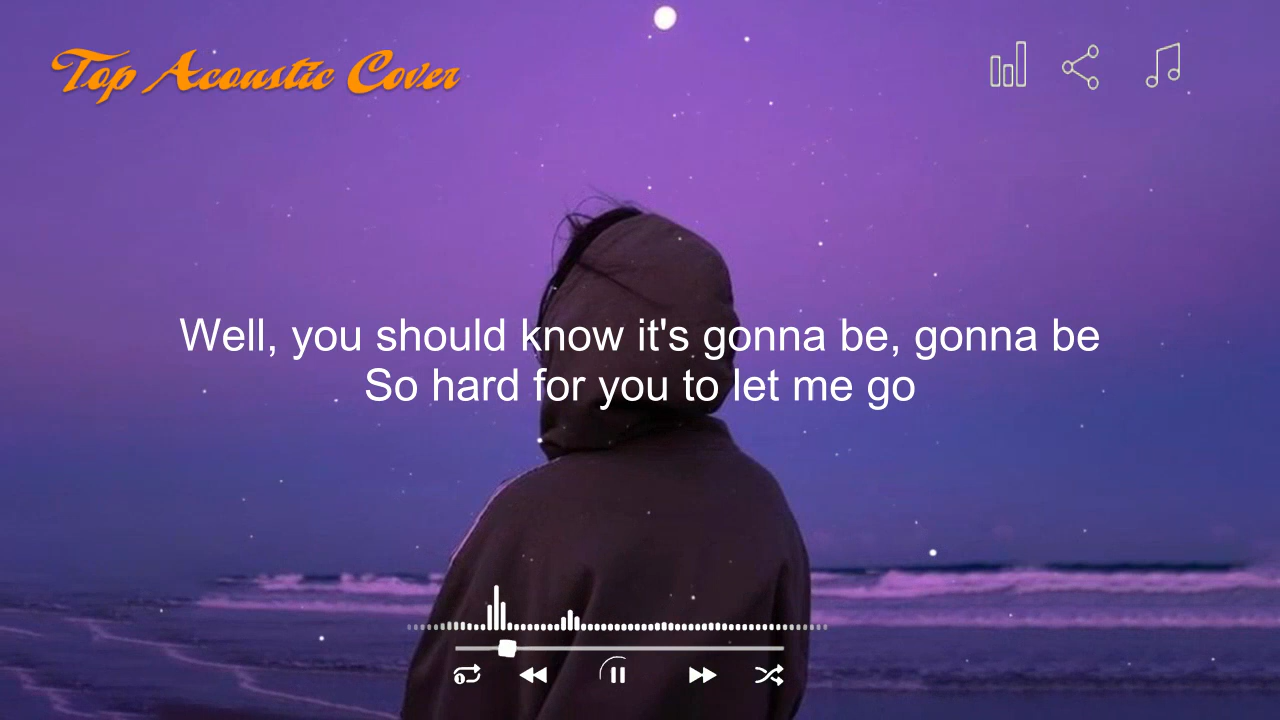 Top Acoustic Cover
Well, you should know it's gonna be, gonna be
So hard for you to let me go
1